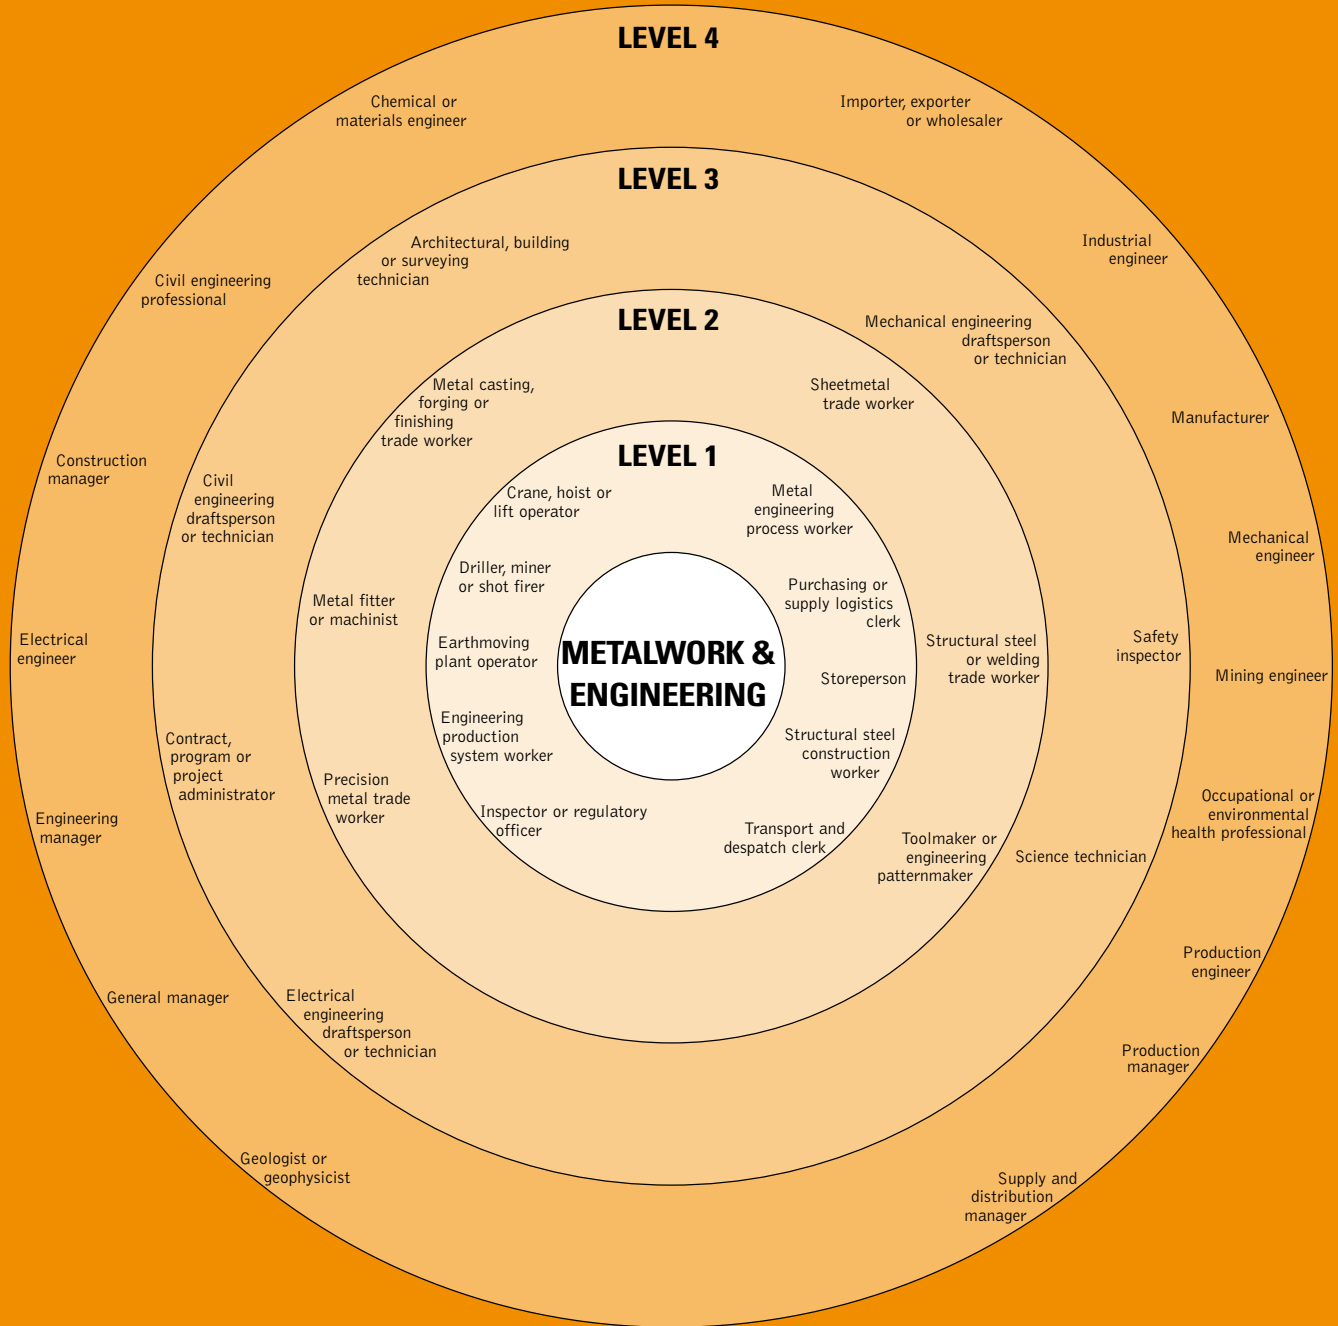 LEVEL 4
Chemical or
materials engineer
Importer, exporter
or wholesaler
Civil engineering
professional
Industrial
engineer
Construction
manager
Manufacturer
Electrical
engineer
Mechanical
engineer
Engineering
manager
Mining engineer
General manager
Occupational or
environmental
health professional
Geologist or
geophysicist
Production
engineer
Production
manager
Supply and
distribution
manager
LEVEL 3
Architectural, building
or surveying
technician
Mechanical engineering
draftsperson
or technician
Civil
engineering
draftsperson
or technician
Safety
inspector
Contract,
program or
project
administrator
Science technician
Electrical
engineering
draftsperson
or technician
LEVEL 2
Metal casting,
forging or
finishing
trade worker
Sheetmetal
trade worker
Metal fitter
or machinist
Structural steel
or welding
trade worker
Precision
metal trade
worker
Toolmaker or
engineering
patternmaker
LEVEL 1
Crane, hoist or
lift operator
Metal
engineering
process worker
Driller, miner
or shot firer
Purchasing or
supply logistics
clerk
Earthmoving
plant operator
Storeperson
Engineering
production
system worker
Structural steel
construction
worker
Inspector or regulatory
officer
Transport and
despatch clerk
METALWORK &
ENGINEERING